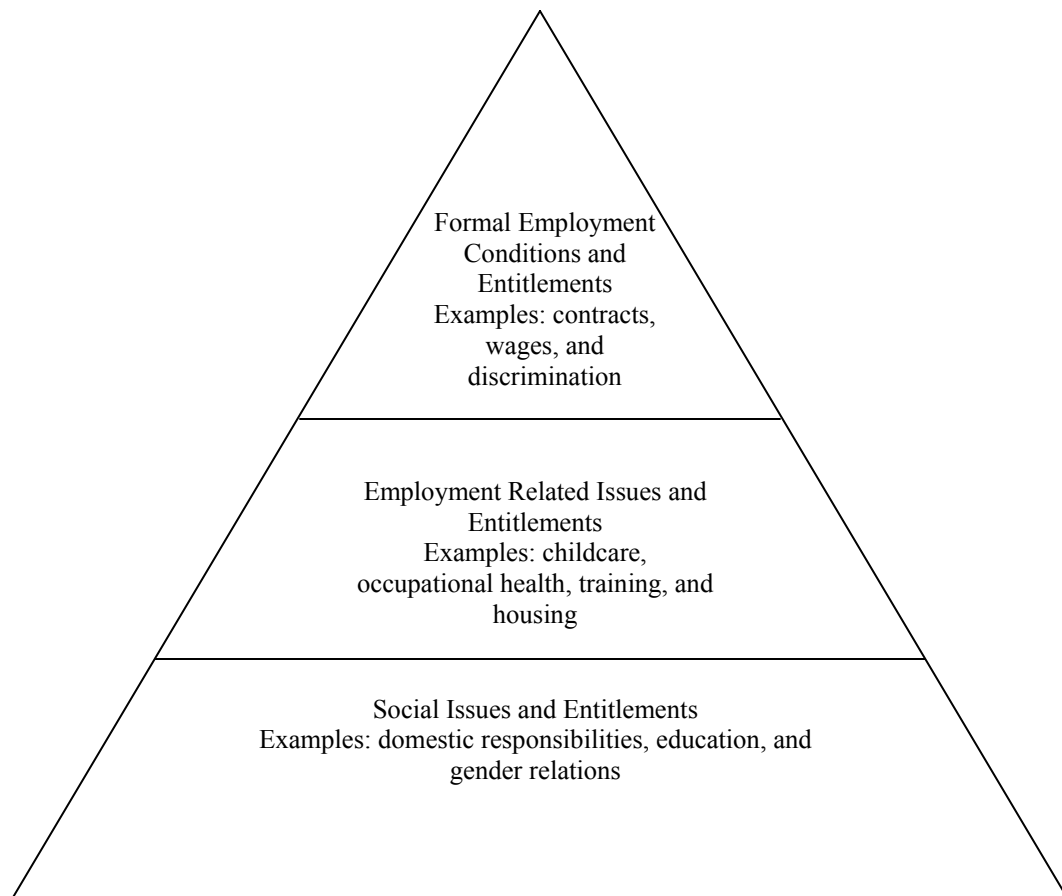 Formal Employment
Conditions and
Entitlements
Examples: contracts,
wages, and
discrimination
Employment Related Issues and
Entitlements
Examples: childcare,
occupational health, training, and
housing
Social Issues and Entitlements
Examples: domestic responsibilities, education, and
gender relations